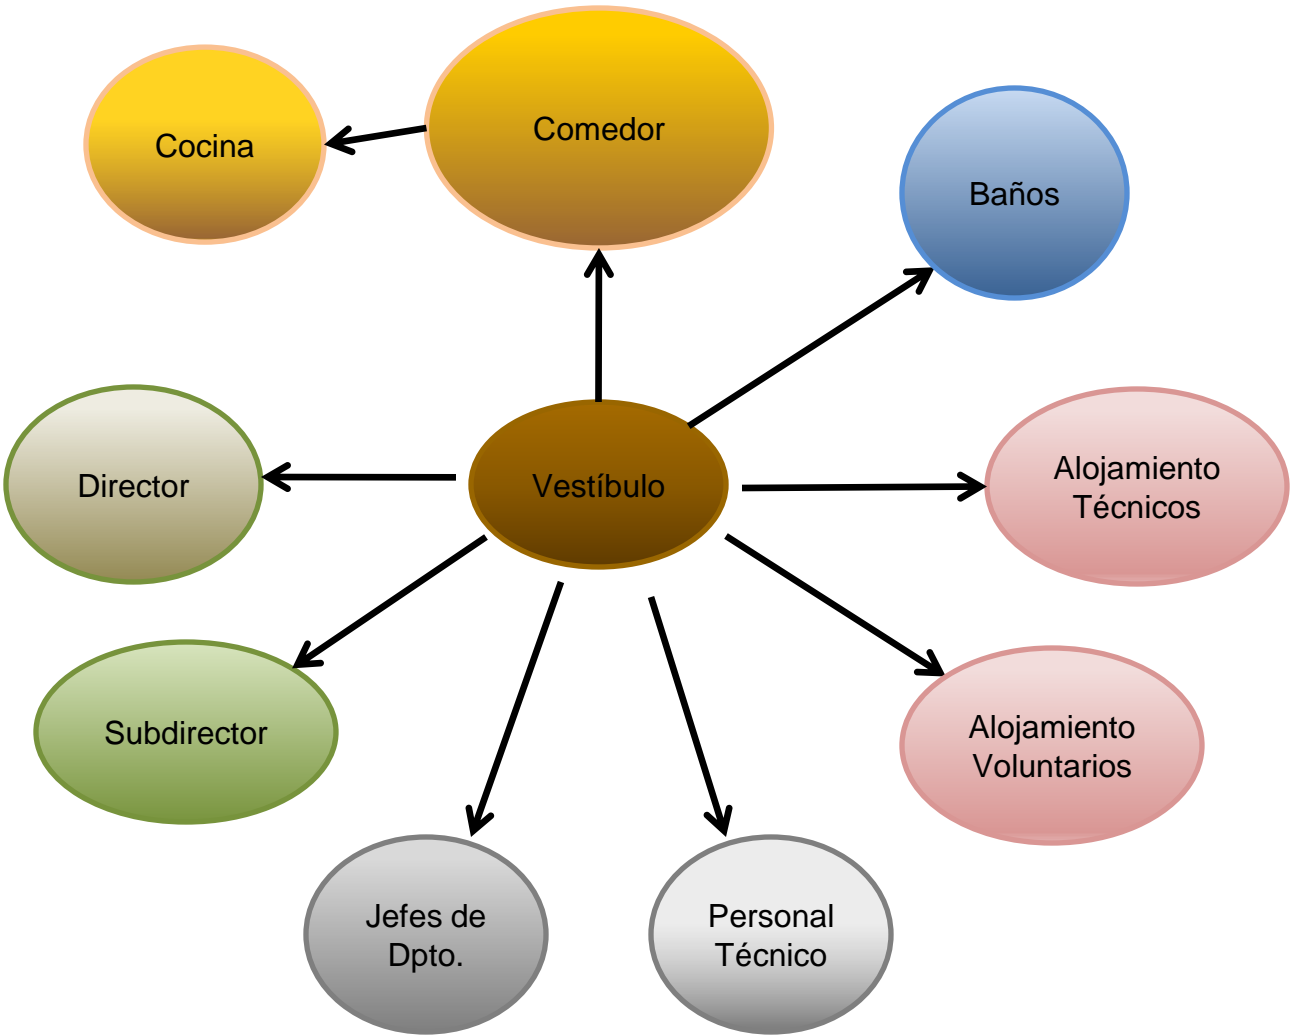 Comedor
Cocina
Baños
Director
Vestíbulo
Alojamiento
Técnicos
Subdirector
Alojamiento
Voluntarios
Jefes de
Dpto.
Personal
Técnico